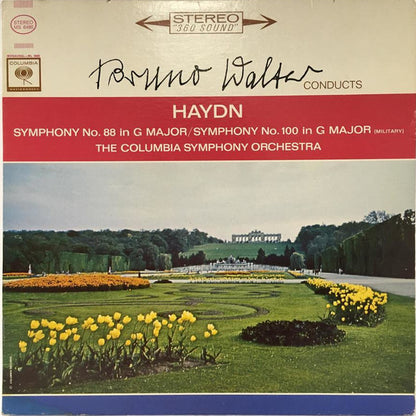 STEREO
"360 SOUND"
STEREO
MS 6486
COLUMBIA
Bruno Walter
CONDUCTS
HAYDN
SYMPHONY No. 88 in G MAJOR/SYMPHONY No. 100 in G MAJOR (MILITARY)
THE COLUMBIA SYMPHONY ORCHESTRA